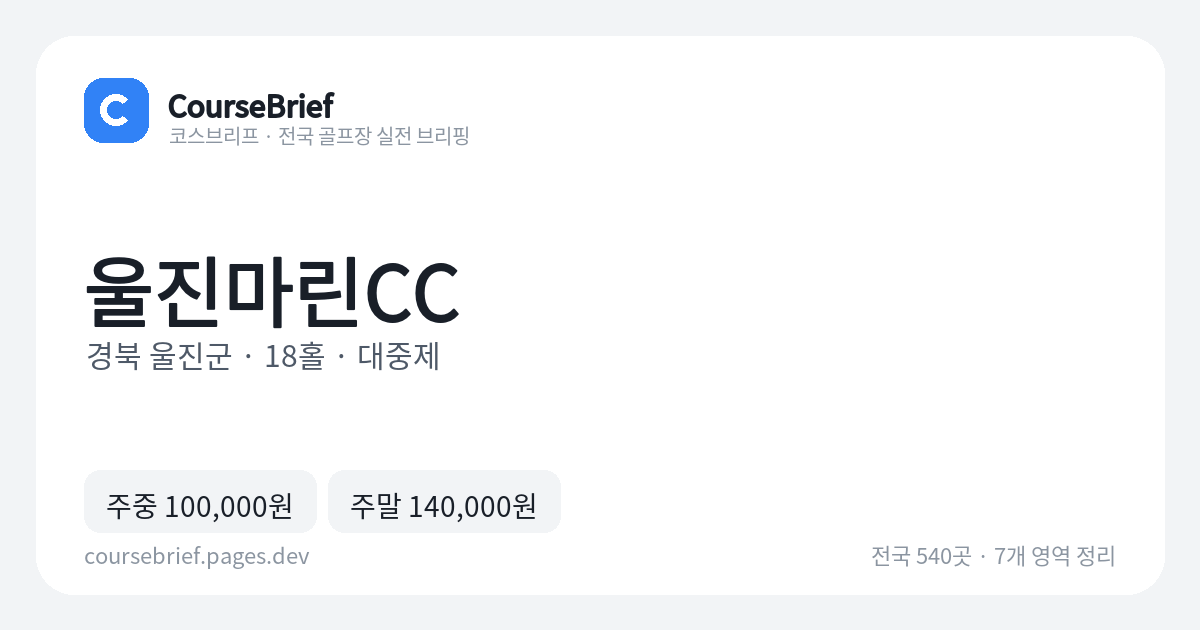 C
CourseBrief
코스브리프 · 전국 골프장 실전 브리핑
울진마린CC
경북 울진군 · 18홀 · 대중제
주중 100,000원 주말 140,000원
coursebrief.pages.dev 전국 540곳 · 7개 영역 정리